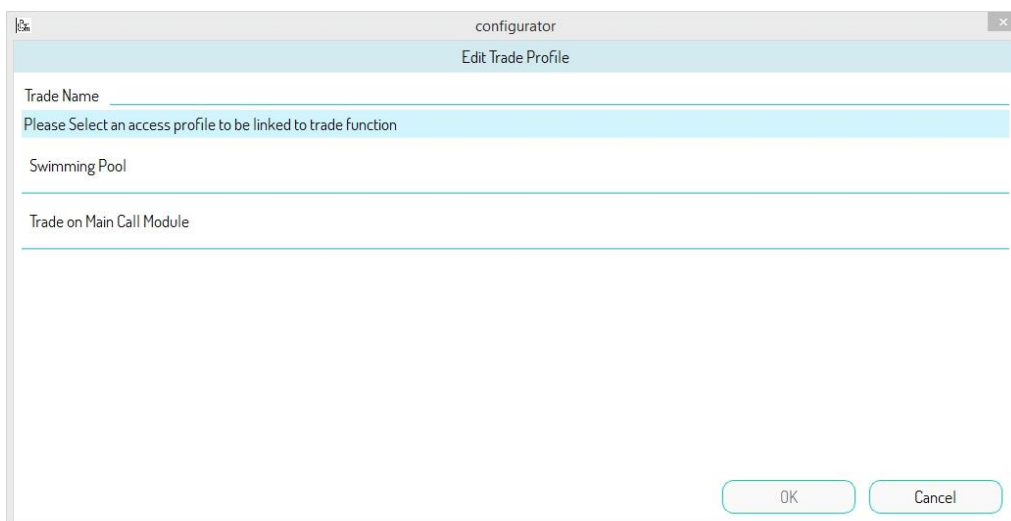 configurator
Edit Trade Profile
Trade Name
Please Select an access profile to be linked to trade function
Swimming Pool
Trade on Main Call Module
OK
Cancel